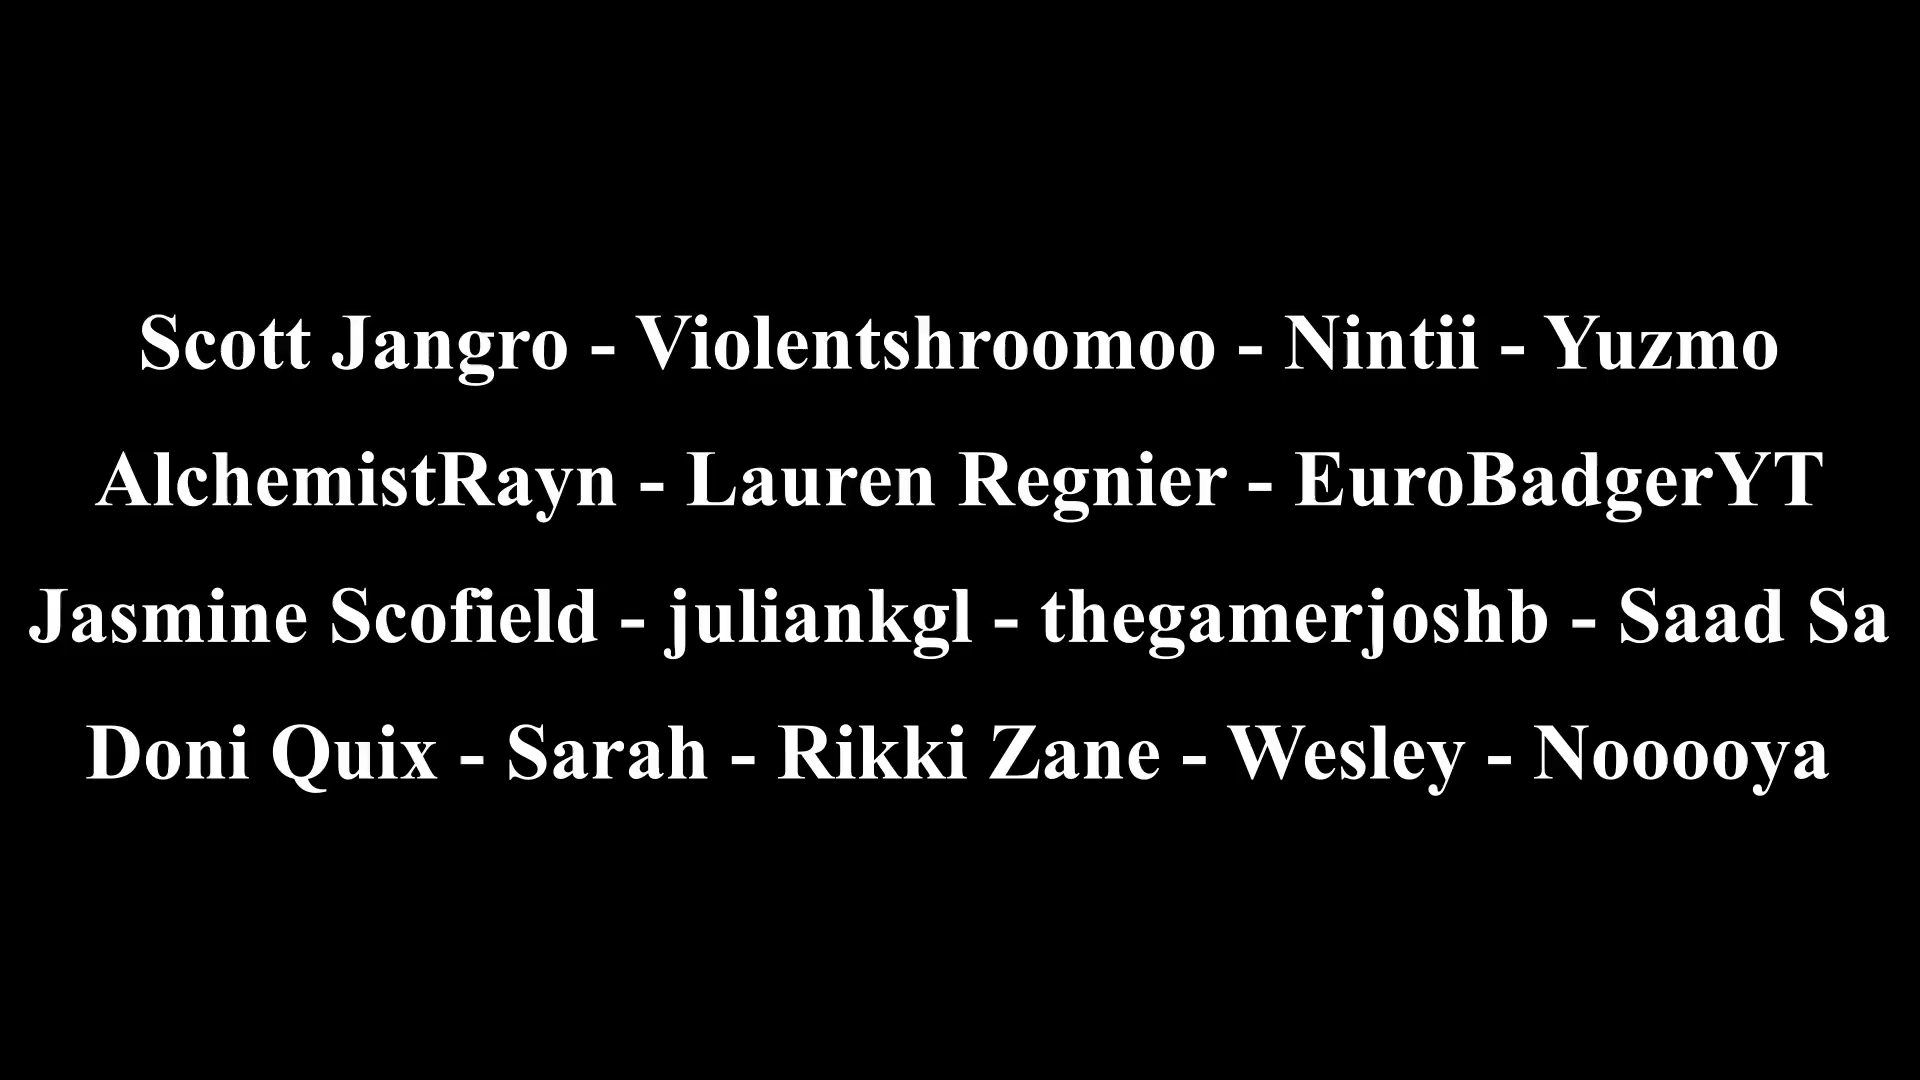 Scott Jangro - Violentshroomoo - Nintii - Yuzmo
AlchemistRayn - Lauren Regnier - EuroBadgerYT
Jasmine Scofield - juliankgl - thegamerjoshb - Saad Sa
Doni Quix - Sarah - Rikki Zane - Wesley - Nooooya